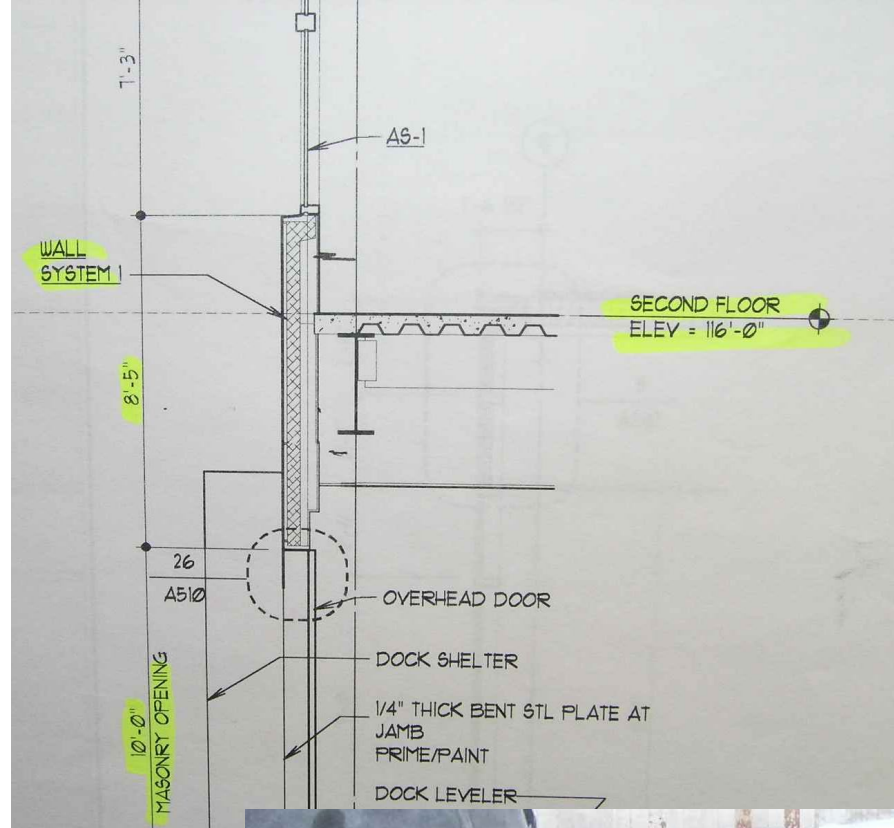 7'-3"
AS-1
WALL
SYSTEM 1
SECOND FLOOR
ELEV = 116'-0"
8'-5"
26
A510
OVERHEAD DOOR
DOCK SHELTER
10'-0"
MASONRY OPENING
1/4" THICK BENT STL PLATE AT
JAMB
PRIME/PAINT
DOCK LEVELER